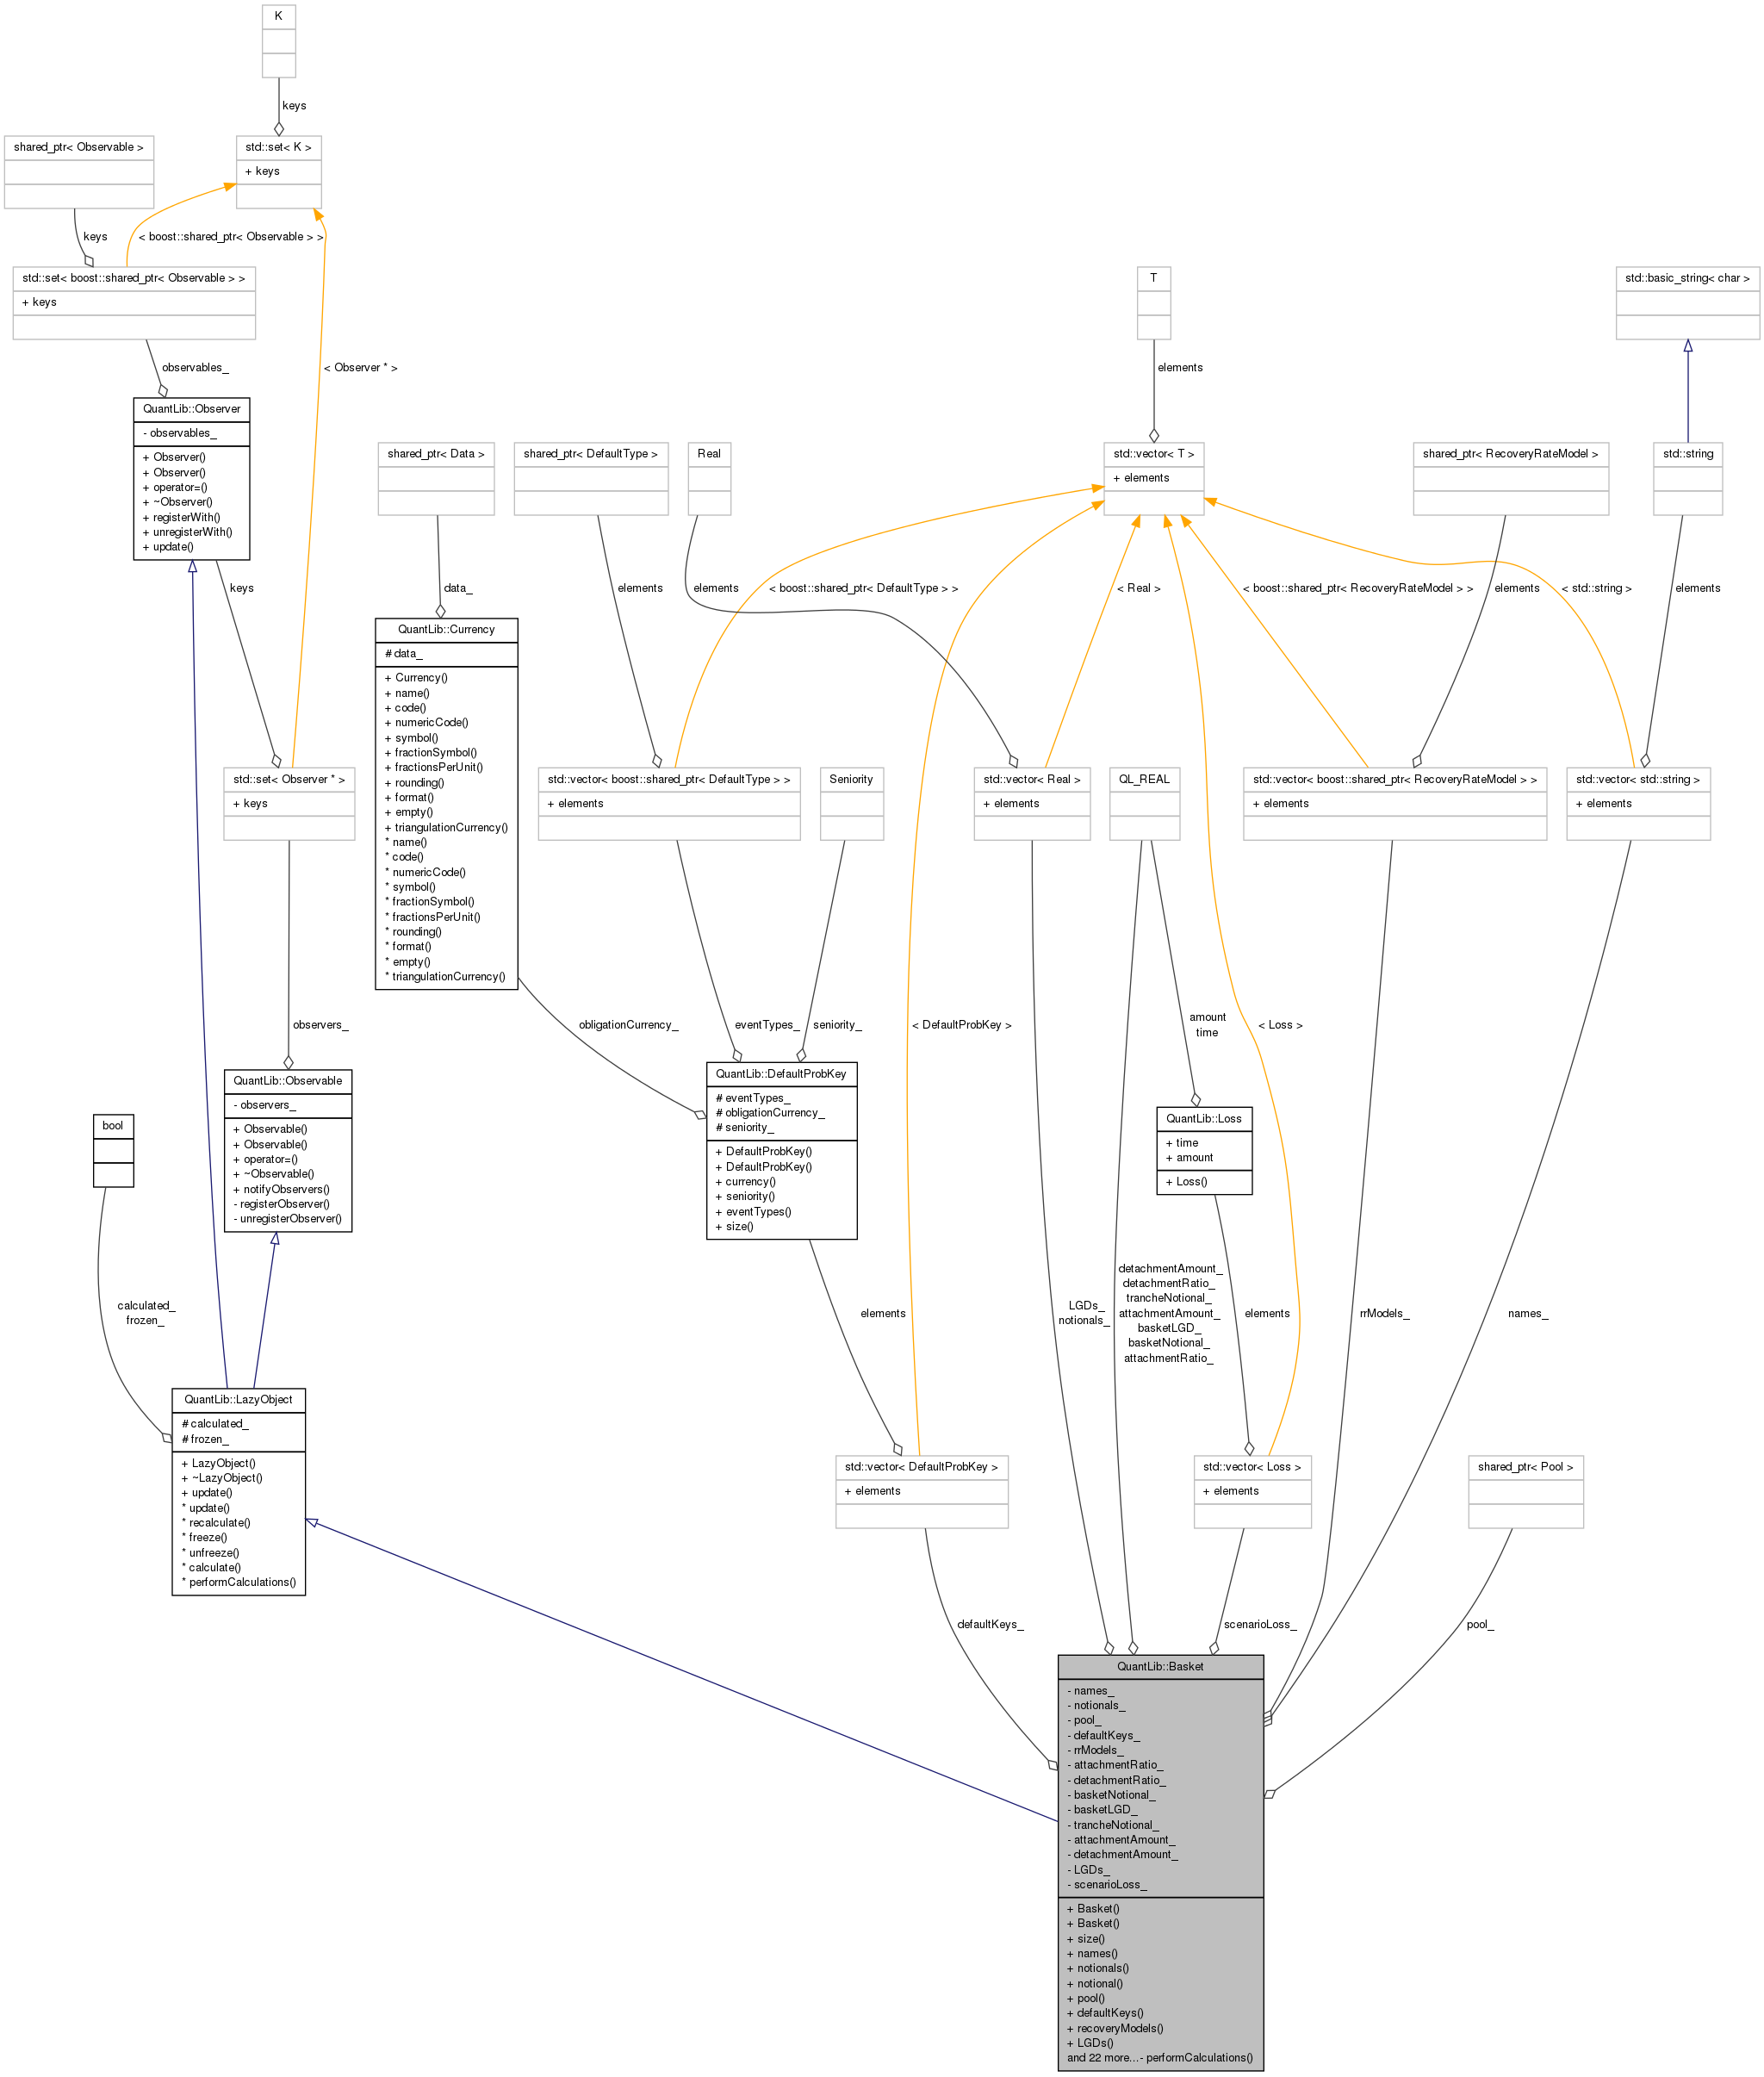 K
keys
shared_ptr< Observable >
std::set< K >
+ keys
keys
< boost::shared_ptr< Observable > >
std::set< boost::shared_ptr< Observable > >
+ keys
T
std::basic_string< char >
observables_
< Observer * >
elements
QuantLib::Observer
- observables_
+ Observer()
+ Observer()
+ operator=()
+ ~Observer()
+ registerWith()
+ unregisterWith()
+ update()
shared_ptr< Data >
shared_ptr< DefaultType >
Real
std::vector< T >
+ elements
shared_ptr< RecoveryRateModel >
std::string
keys
data_
elements
elements
< boost::shared_ptr< DefaultType > >
< Real >
< boost::shared_ptr< RecoveryRateModel > >
elements
< std::string >
elements
QuantLib::Currency
# data_
+ Currency()
+ name()
+ code()
+ numericCode()
+ symbol()
+ fractionSymbol()
+ fractionsPerUnit()
+ rounding()
+ format()
+ empty()
+ triangulationCurrency()
* name()
* code()
* numericCode()
* symbol()
* fractionSymbol()
* fractionsPerUnit()
* rounding()
* format()
* empty()
* triangulationCurrency()
std::set< Observer * >
+ keys
std::vector< boost::shared_ptr< DefaultType > >
+ elements
Seniority
std::vector< Real >
+ elements
QL_REAL
std::vector< boost::shared_ptr< RecoveryRateModel > >
+ elements
std::vector< std::string >
+ elements
observers_
obligationCurrency_
eventTypes_
seniority_
< DefaultProbKey >
amount
time
< Loss >
QuantLib::Observable
- observers_
+ Observable()
+ Observable()
+ operator=()
+ ~Observable()
+ notifyObservers()
- registerObserver()
- unregisterObserver()
bool
QuantLib::DefaultProbKey
# eventTypes_
# obligationCurrency_
# seniority_
+ DefaultProbKey()
+ DefaultProbKey()
+ currency()
+ seniority()
+ eventTypes()
+ size()
QuantLib::Loss
+ time
+ amount
+ Loss()
calculated_
frozen_
elements
LGDs_
notionals_
detachmentAmount_
detachmentRatio_
trancheNotional_
attachmentAmount_
basketLGD_
basketNotional_
attachmentRatio_
elements
rrModels_
names_
QuantLib::LazyObject
# calculated_
# frozen_
+ LazyObject()
+ ~LazyObject()
+ update()
* update()
* recalculate()
* freeze()
* unfreeze()
* calculate()
* performCalculations()
std::vector< DefaultProbKey >
+ elements
std::vector< Loss >
+ elements
shared_ptr< Pool >
defaultKeys_
scenarioLoss_
pool_
QuantLib::Basket
- names_
- notionals_
- pool_
- defaultKeys_
- rrModels_
- attachmentRatio_
- detachmentRatio_
- basketNotional_
- basketLGD_
- trancheNotional_
- attachmentAmount_
- detachmentAmount_
- LGDs_
- scenarioLoss_
+ Basket()
+ Basket()
+ size()
+ names()
+ notionals()
+ notional()
+ pool()
+ defaultKeys()
+ recoveryModels()
+ LGDs()
and 22 more...- performCalculations()